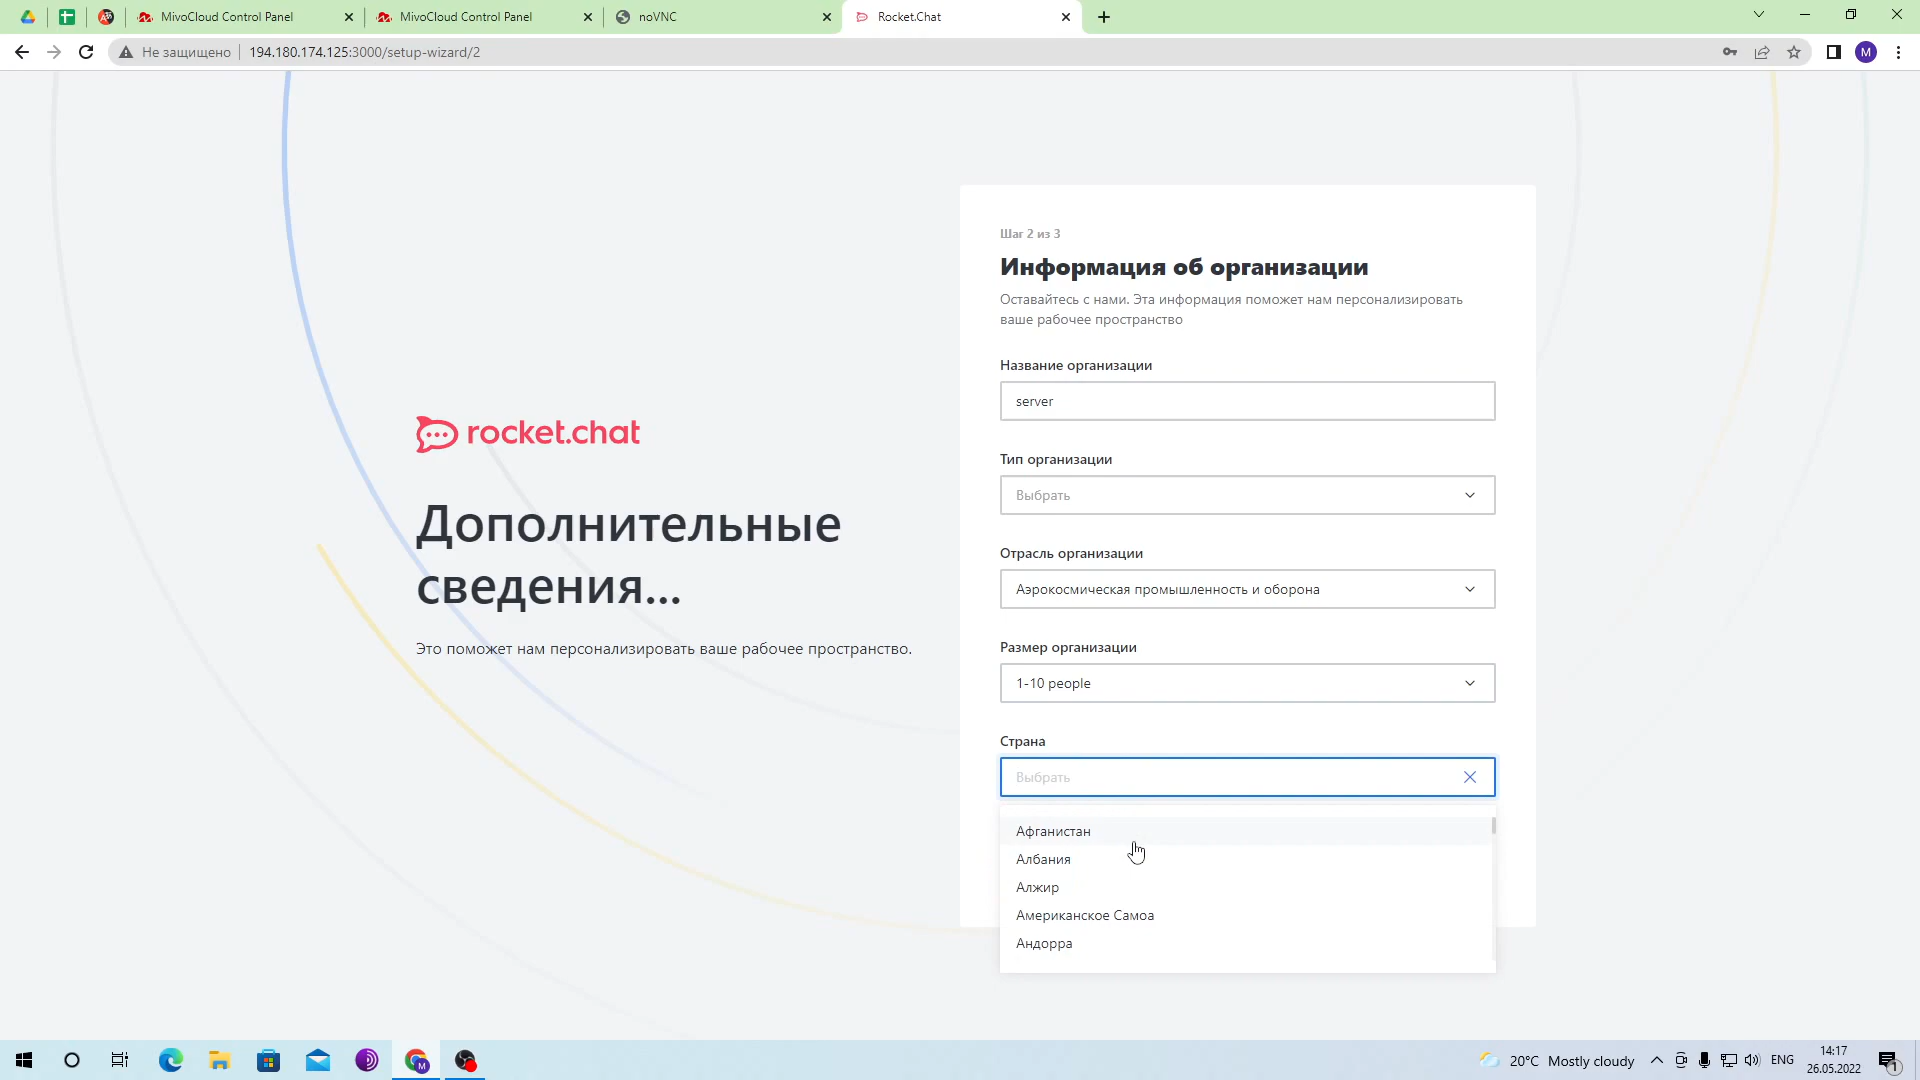 MivoCloud Control Panel
MivoCloud Control Panel
noVNC
Rocket.Chat
Не защищено
194.180.174.125:3000/setup-wizard/2
M
rocket.chat
Дополнительные
сведения...
Это поможет нам персонализировать ваше рабочее пространство.
Шаг 2 из 3
Информация об организации
Оставайтесь с нами. Эта информация поможет нам персонализировать
ваше рабочее пространство
Название организации
server
Тип организации
Выбрать
Отрасль организации
Аэрокосмическая промышленность и оборона
Размер организации
1-10 people
Страна
Выбрать
Афганистан
Албания
Алжир
Американское Самоа
Андорра
M
20°C Mostly cloudy
ENG
14:17
26.05.2022
1